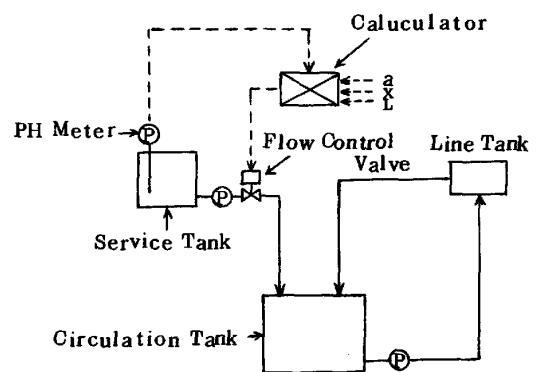 Caluculator
a
x
L
PH Meter
P
Flow Control
Valve
Line Tank
P
Service Tank
Circulation Tank
P